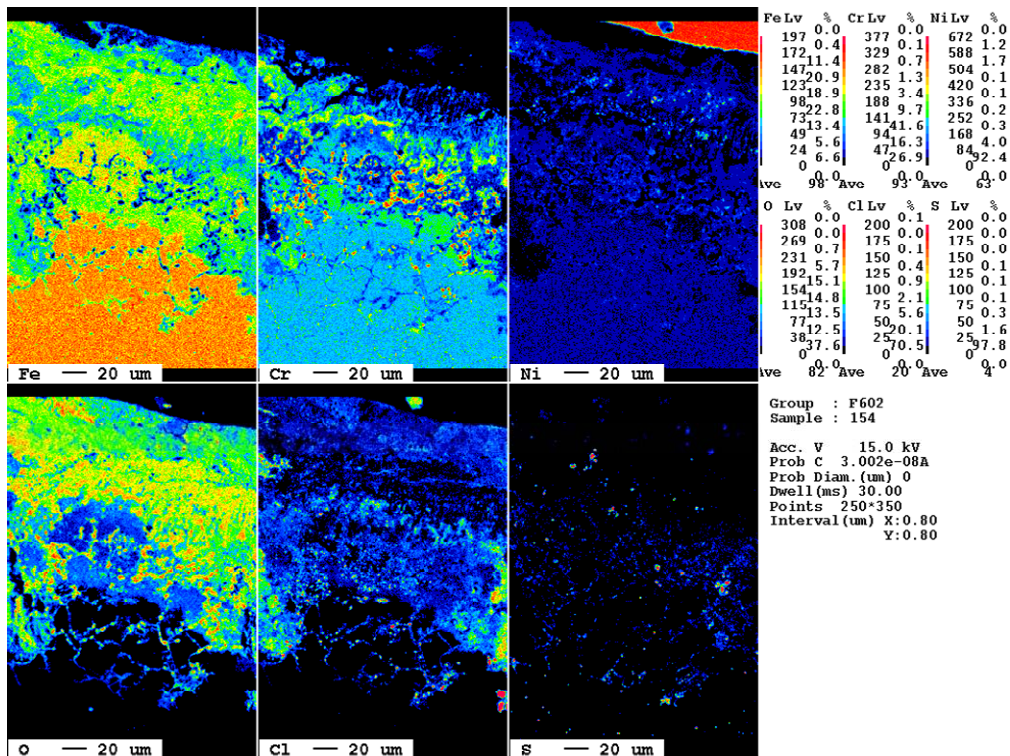 Fe Lv % Cr Lv % Ni Lv %
0.0 0.0 0.0
197 377 672
0.4 0.1 1.2
172 329 588
11.4 0.7 1.7
147 282 504
20.9 1.3 0.1
123 235 420
18.9 3.4 0.1
98 188 336
22.8 9.7 0.2
73 141 252
13.4 41.6 0.3
49 94 168
5.6 16.3 4.0
24 47 84
6.6 26.9 92.4
0 0 0
0.0 0.0 0.0
Ave 98 Ave 93 Ave 63
O Lv % Cl Lv % S Lv %
0.0 0.1 0.0
308 200 200
0.0 0.0 0.0
269 175 175
0.7 0.1 0.0
231 150 150
5.7 0.4 0.1
192 125 125
15.1 0.9 0.1
154 100 100
14.8 2.1 0.1
115 75 75
13.5 5.6 0.3
77 50 50
12.5 20.1 1.6
38 25 25
37.6 70.5 97.8
0 0 0
0.0 0.0 0.0
Ave 82 Ave 20 Ave 4
Fe 20 um
Cr 20 um
Ni 20 um
Group : F602
Sample : 154
Acc. V 15.0 kV
Prob C 3.002e-08A
Prob Diam.(um) 0
Dwell(ms) 30.00
Points 250*350
Interval(um) X:0.80
Y:0.80
O 20 um
Cl 20 um
S 20 um